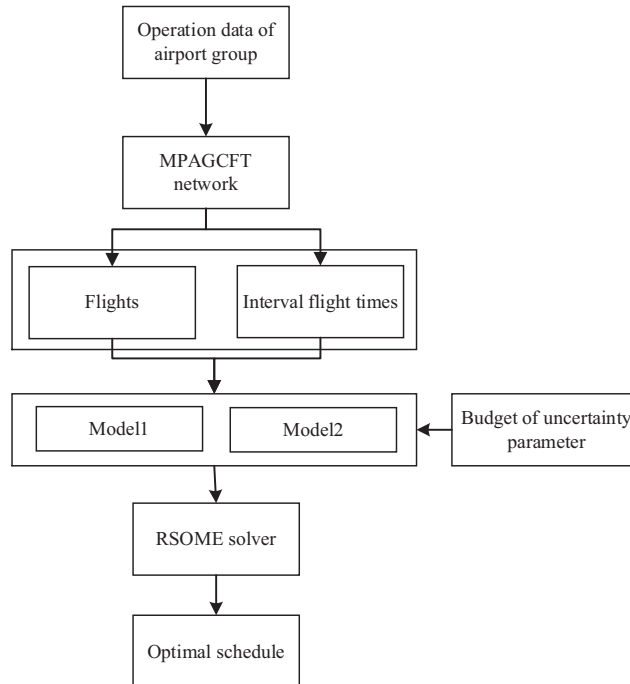 Operation data of
airport group
MPAGCFT
network
Flights
Interval flight times
Model1
Model2
Budget of uncertainty
parameter
RSOME solver
Optimal schedule